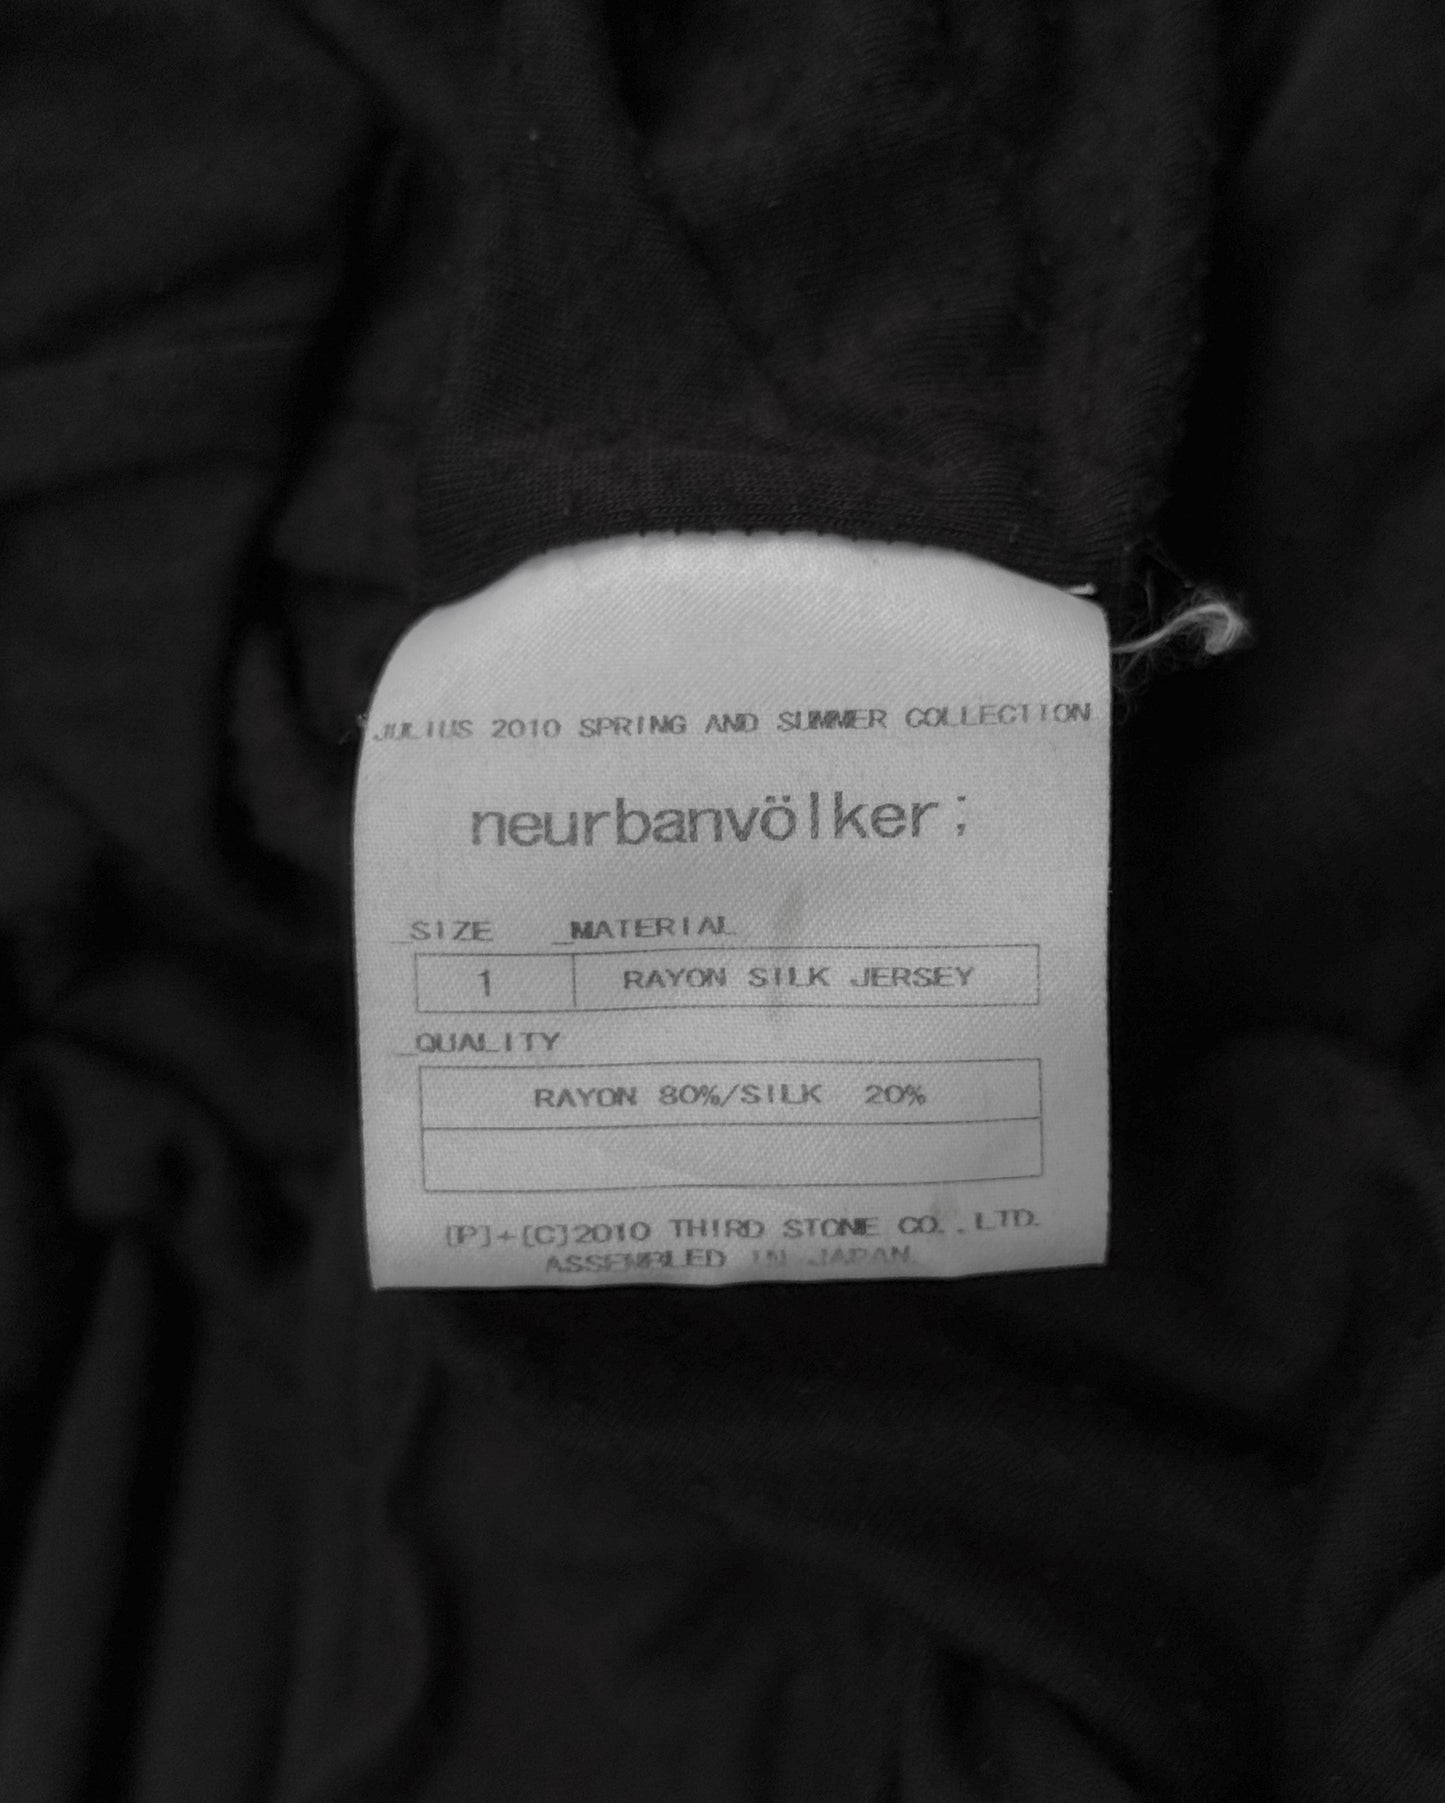 JULIUS 2010 SPRING AND SUMMER COLLECTION
neurbanvölker;
_SIZE _MATERIAL
1 RAYON SILK JERSEY
_QUALITY
RAYON 80%/SILK 20%
[P]+[C]2010 THIRD STONE CO.,LTD.
ASSEMBLED IN JAPAN.